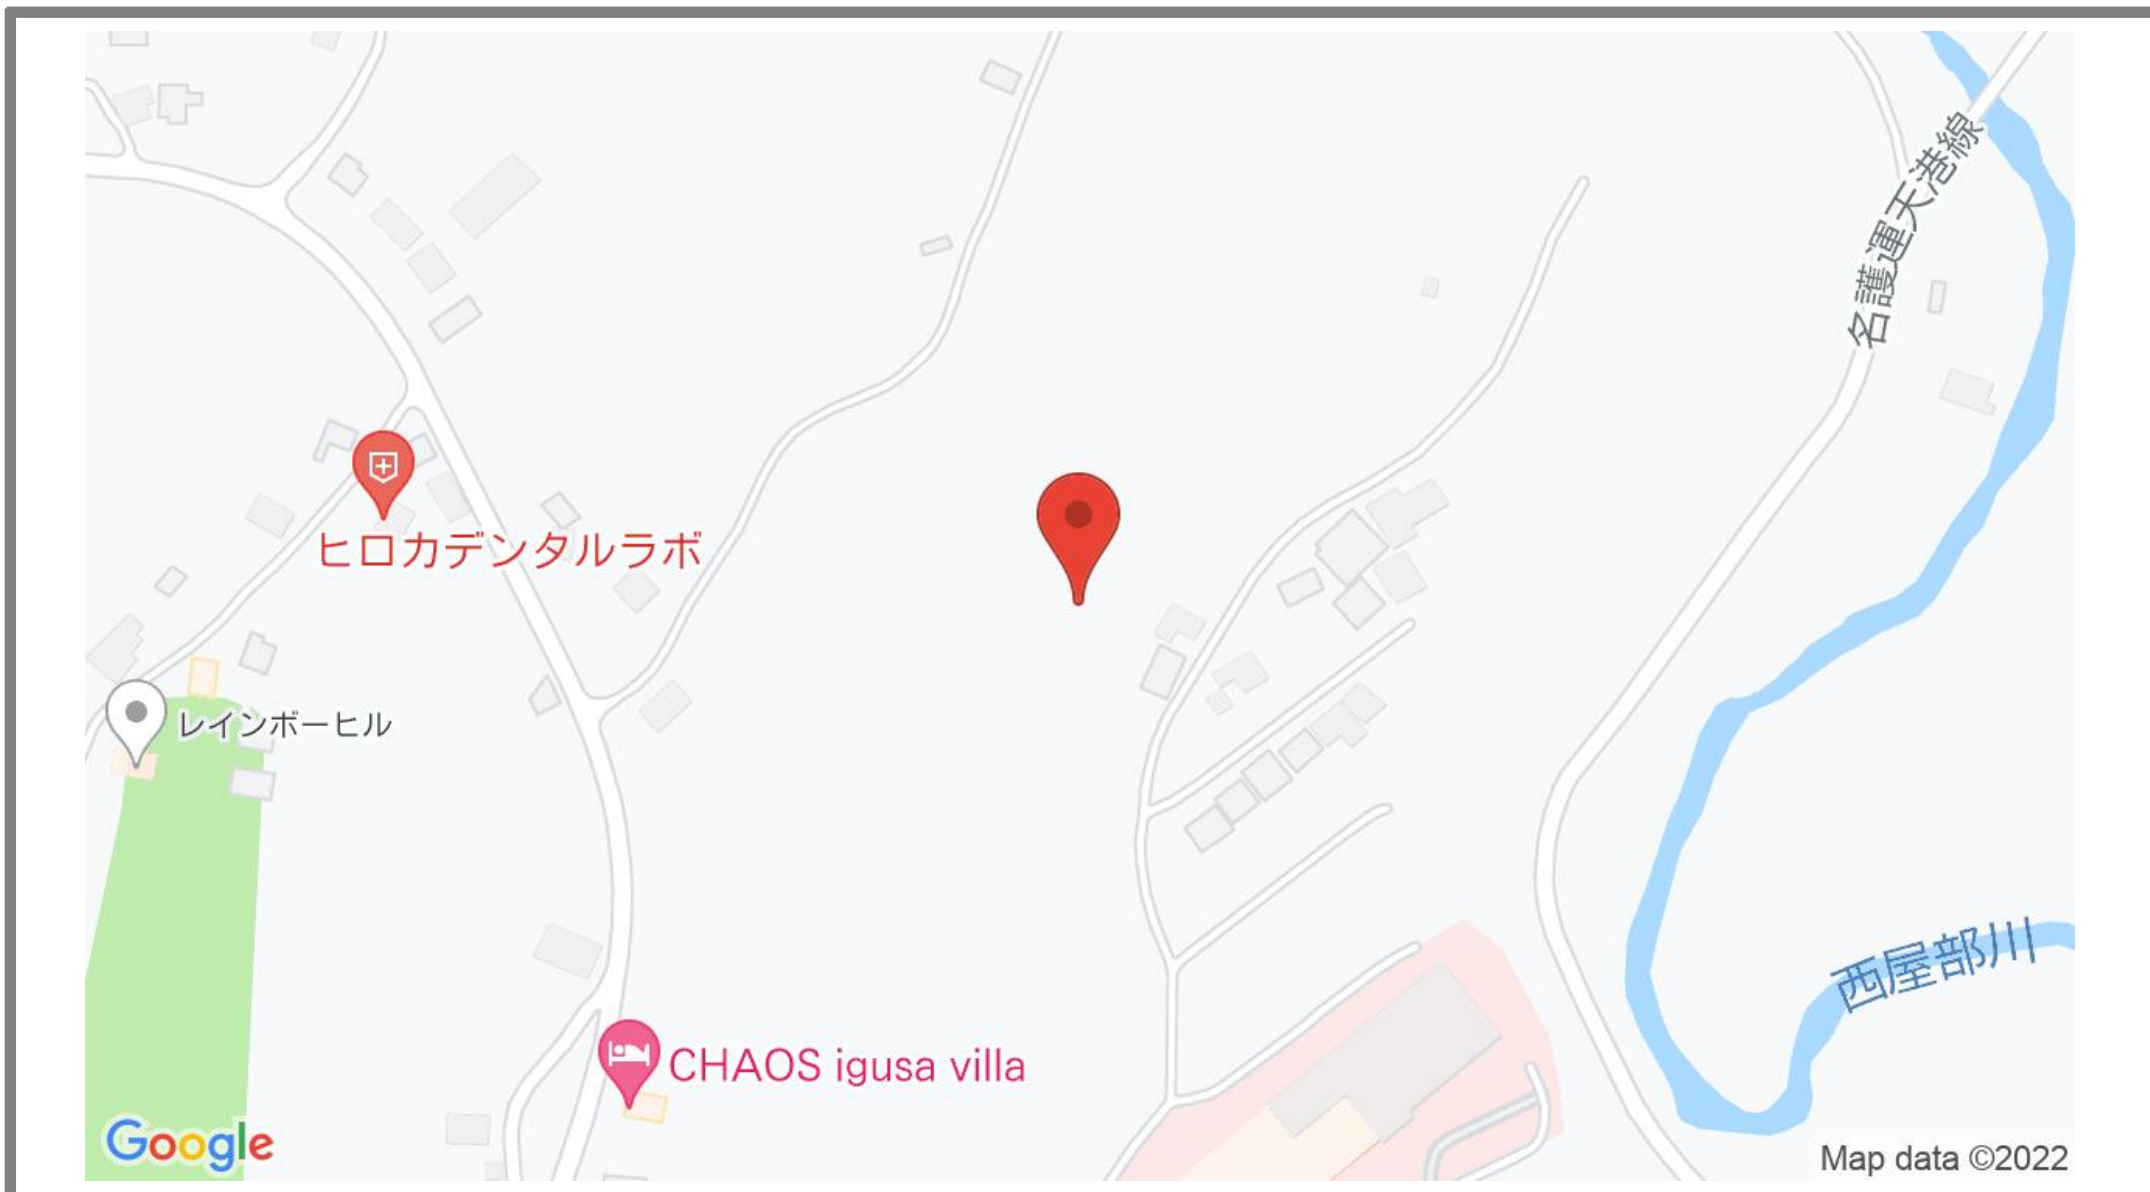 名護運天港線
ヒロカデンタルラボ
レインボーヒル
西屋部川
CHAOS igusa villa
Google
Map data ©2022